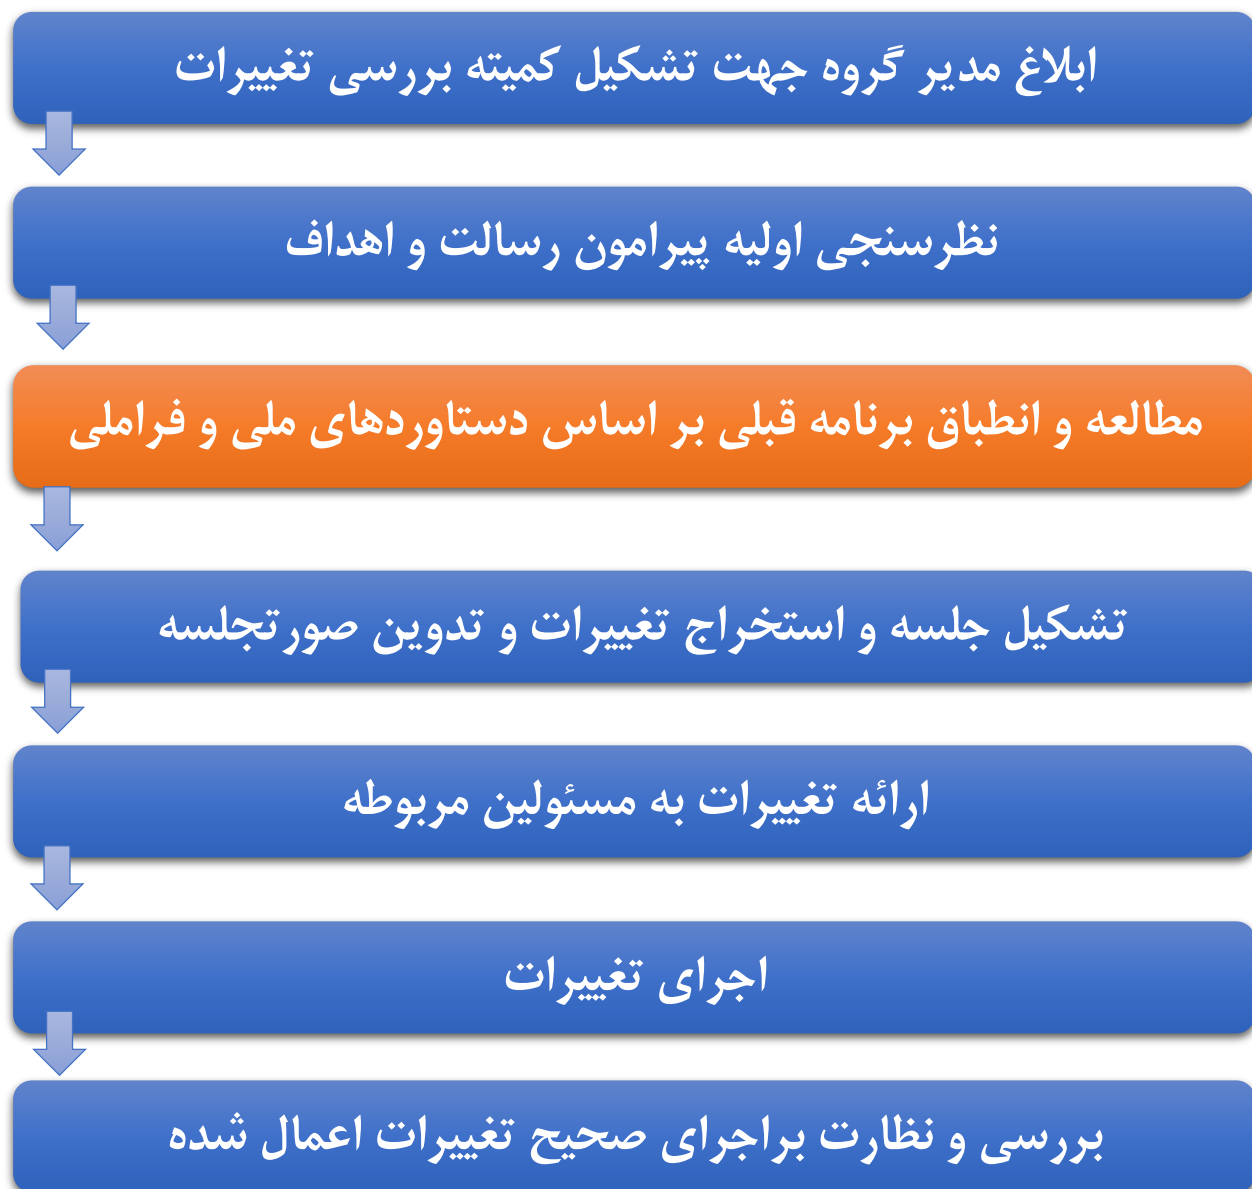 ابلاغ مدیر گروه جهت تشکیل کمیته بررسی تغییرات
نظرسنجی اولیه پیرامون رسالت و اهداف
مطالعه و انطباق برنامه قبلی بر اساس دستاوردهای ملی و فراملی
تشکیل جلسه و استخراج تغییرات و تدوین صورتجلسه
ارائه تغییرات به مسئولین مربوطه
اجرای تغییرات
بررسی و نظارت براجرای صحیح تغییرات اعمال شده